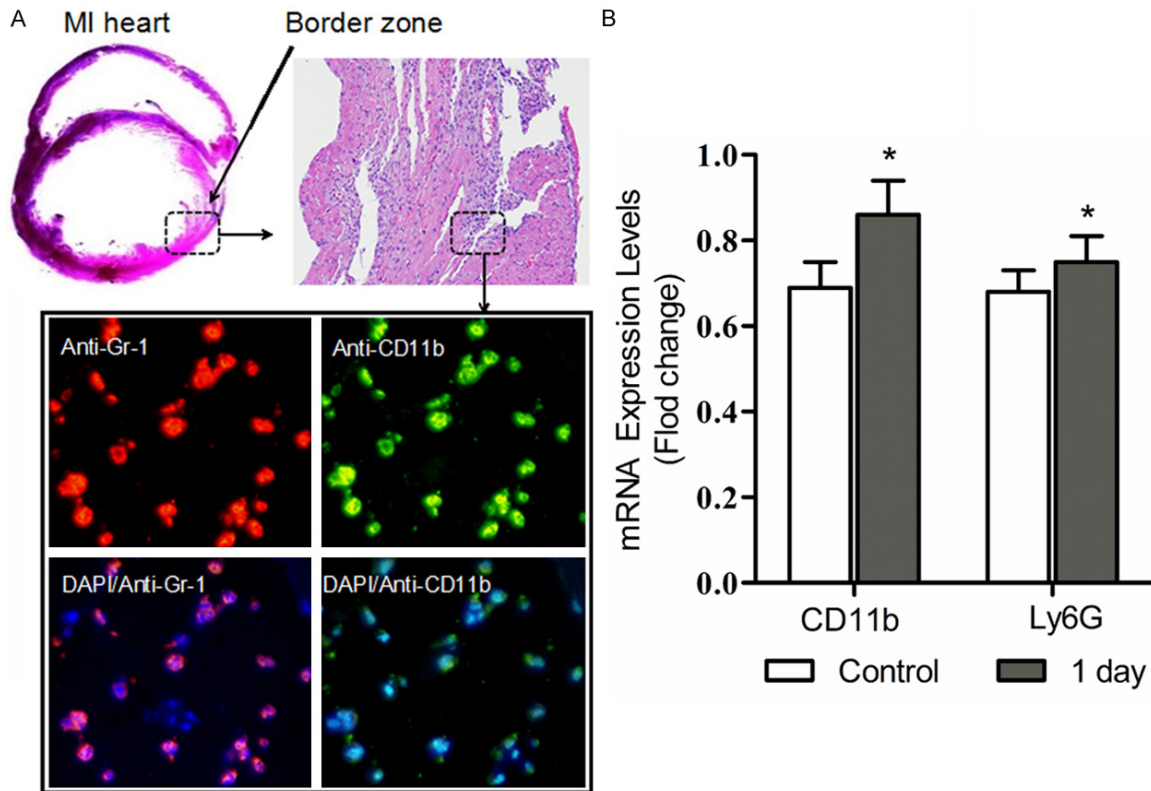 A
MI heart
Border zone
Anti-Gr-1
Anti-CD11b
DAPI/Anti-Gr-1
DAPI/Anti-CD11b
B
mRNA Expression Levels
(Flod change)
1.0
0.8
0.6
0.4
0.2
0.0
*
*
CD11b
Ly6G
Control
1 day